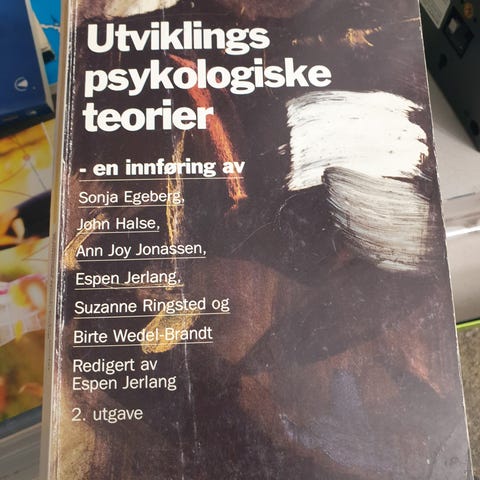 Utviklings
psykologiske
teorier
- en innføring av
Sonja Egeberg,
John Halse,
Ann Joy Jonassen,
Espen Jerlang,
Suzanne Ringsted og
Birte Wedel-Brandt
Redigert av
Espen Jerlang
2. utgave